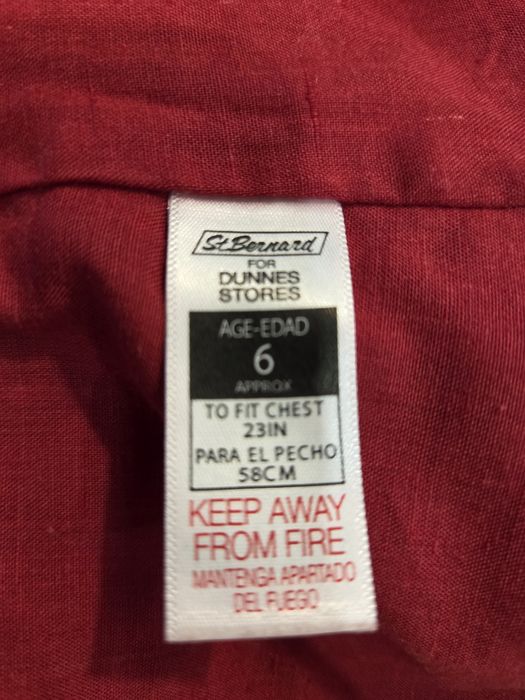 St.Bernard
FOR
DUNNES
STORES
AGE-EDAD
6
APPROX
TO FIT CHEST
23IN
PARA EL PECHO
58CM
KEEP AWAY
FROM FIRE
MANTENGA APARTADO
DEL FUEGO